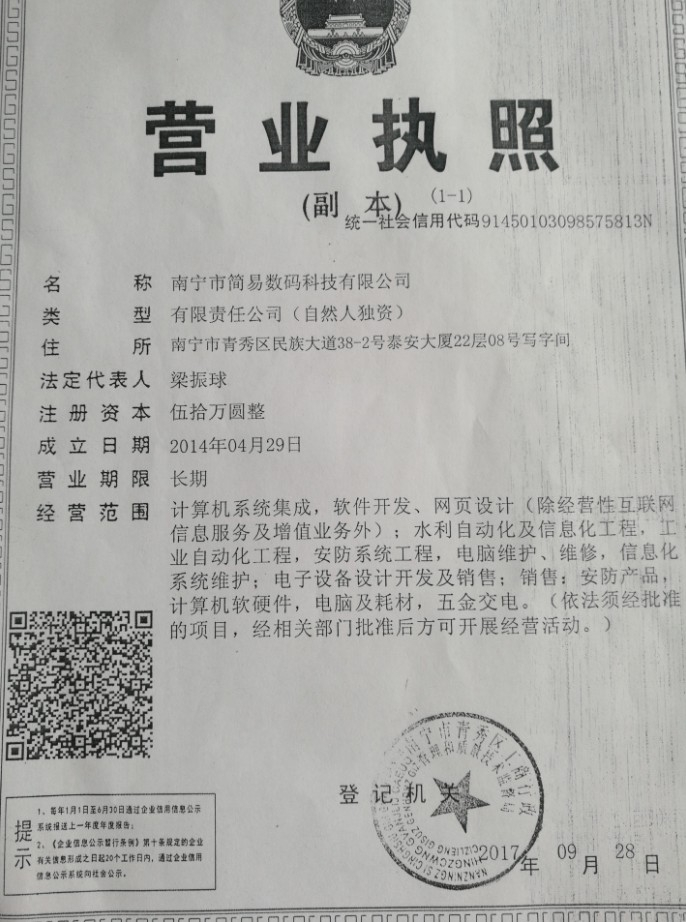 营业执照
(副 本) (1-1)
统一社会信用代码91450103098575813N
名称 南宁市简易数码科技有限公司
类型 有限责任公司（自然人独资）
住所 南宁市青秀区民族大道38-2号泰安大厦22层08号写字间
法定代表人 梁振球
注册资本 伍拾万圆整
成立日期 2014年04月29日
营业期限 长期
经营范围 计算机系统集成，软件开发、网页设计（除经营性互联网
信息服务及增值业务外）；水利自动化及信息化工程，工
业自动化工程，安防系统工程，电脑维护、维修，信息化
系统维护；电子设备设计开发及销售；销售：安防产品，
计算机软硬件，电脑及耗材，五金交电。（依法须经批准
的项目，经相关部门批准后方可开展经营活动。）
登记机关
南宁市青秀区工商行政
管理和质量技术监督局
2017年 09月 28日
提示
1、每年1月1日至6月30日通过企业信用信息公示
系统报送上一年度年度报告；
2、《企业信息公示暂行条例》第十条规定的企业
有关信息形成之日起20个工作日内，通过企业信用
信息公示系统向社会公示。